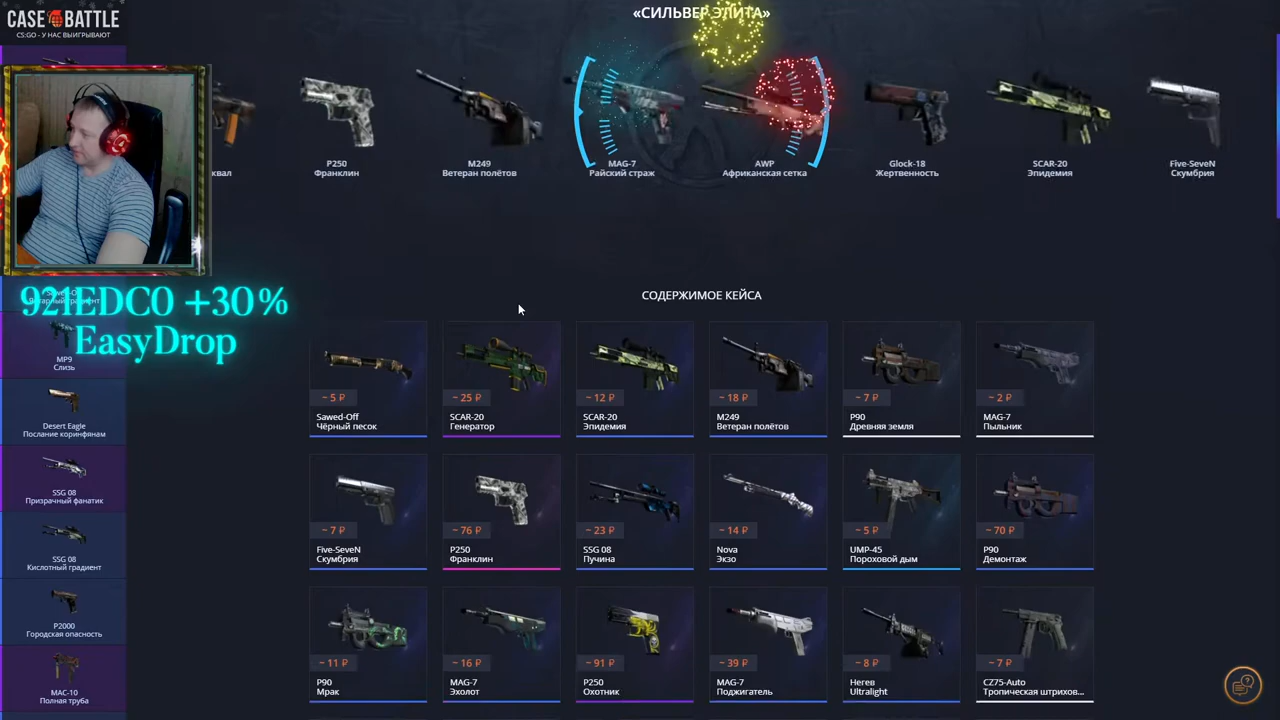 CASE BATTLE
CS:GO - У НАС ВЫИГРЫВАЮТ
«СИЛЬВЕР ЭЛИТА»
P250
Франклин
M249
Ветеран полётов
MAG-7
Райский страж
AWP
Африканская сетка
Glock-18
Жертвенность
SCAR-20
Эпидемия
Five-SeveN
Скумбрия
921EDC0 +30%
EasyDrop
MP9
Слизь
Desert Eagle
Послание коринфянам
SSG 08
Призрачный фанатик
SSG 08
Кислотный градиент
P2000
Городская опасность
MAC-10
Полная труба
СОДЕРЖИМОЕ КЕЙСА
~ 5 ₽
Sawed-Off
Чёрный песок
~ 25 ₽
SCAR-20
Генератор
~ 12 ₽
SCAR-20
Эпидемия
~ 18 ₽
M249
Ветеран полётов
~ 7 ₽
P90
Древняя земля
~ 2 ₽
MAG-7
Пыльник
~ 7 ₽
Five-SeveN
Скумбрия
~ 76 ₽
P250
Франклин
~ 23 ₽
SSG 08
Пучина
~ 14 ₽
Nova
Экзо
~ 5 ₽
UMP-45
Пороховой дым
~ 70 ₽
P90
Демонтаж
~ 11 ₽
P90
Мрак
~ 16 ₽
MAG-7
Эхолот
~ 91 ₽
P250
Охотник
~ 39 ₽
MAG-7
Поджигатель
~ 8 ₽
Негев
Ultralight
~ 7 ₽
CZ75-Auto
Тропическая штрихов...